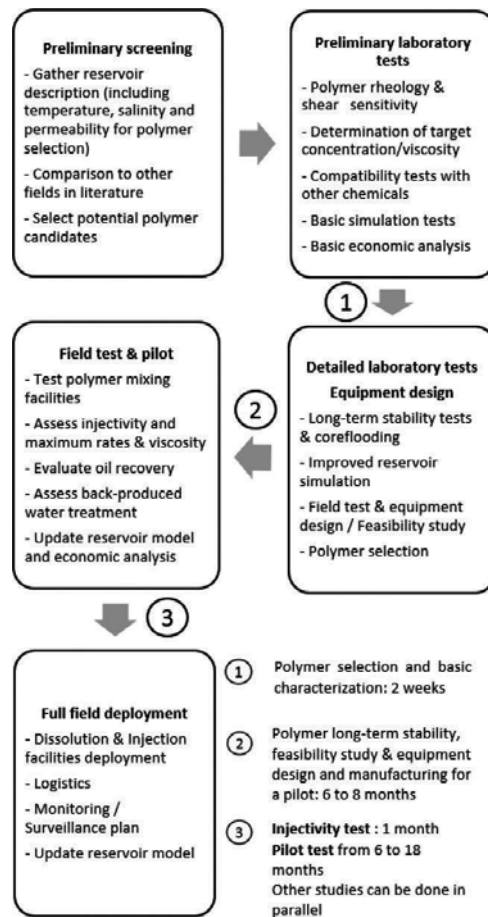 Preliminary screening
- Gather reservoir
description (including
temperature, salinity and
permeability for polymer
selection)
- Comparison to other
fields in literature
- Select potential polymer
candidates
Preliminary laboratory
tests
- Polymer rheology &
shear sensitivity
- Determination of target
concentration/viscosity
- Compatibility tests with
other chemicals
- Basic simulation tests
- Basic economic analysis
1
Detailed laboratory tests
Equipment design
- Long-term stability tests
& coreflooding
- Improved reservoir
simulation
- Field test & equipment
design / Feasibility study
- Polymer selection
2
Field test & pilot
- Test polymer mixing
facilities
- Assess injectivity and
maximum rates & viscosity
- Evaluate oil recovery
- Assess back-produced
water treatment
- Update reservoir model
and economic analysis
3
Full field deployment
- Dissolution & Injection
facilities deployment
- Logistics
- Monitoring /
Surveillance plan
- Update reservoir model
1 Polymer selection and basic
characterization: 2 weeks
2 Polymer long-term stability,
feasibility study & equipment
design and manufacturing for
a pilot: 6 to 8 months
3 Injectivity test : 1 month
Pilot test from 6 to 18
months
Other studies can be done in
parallel